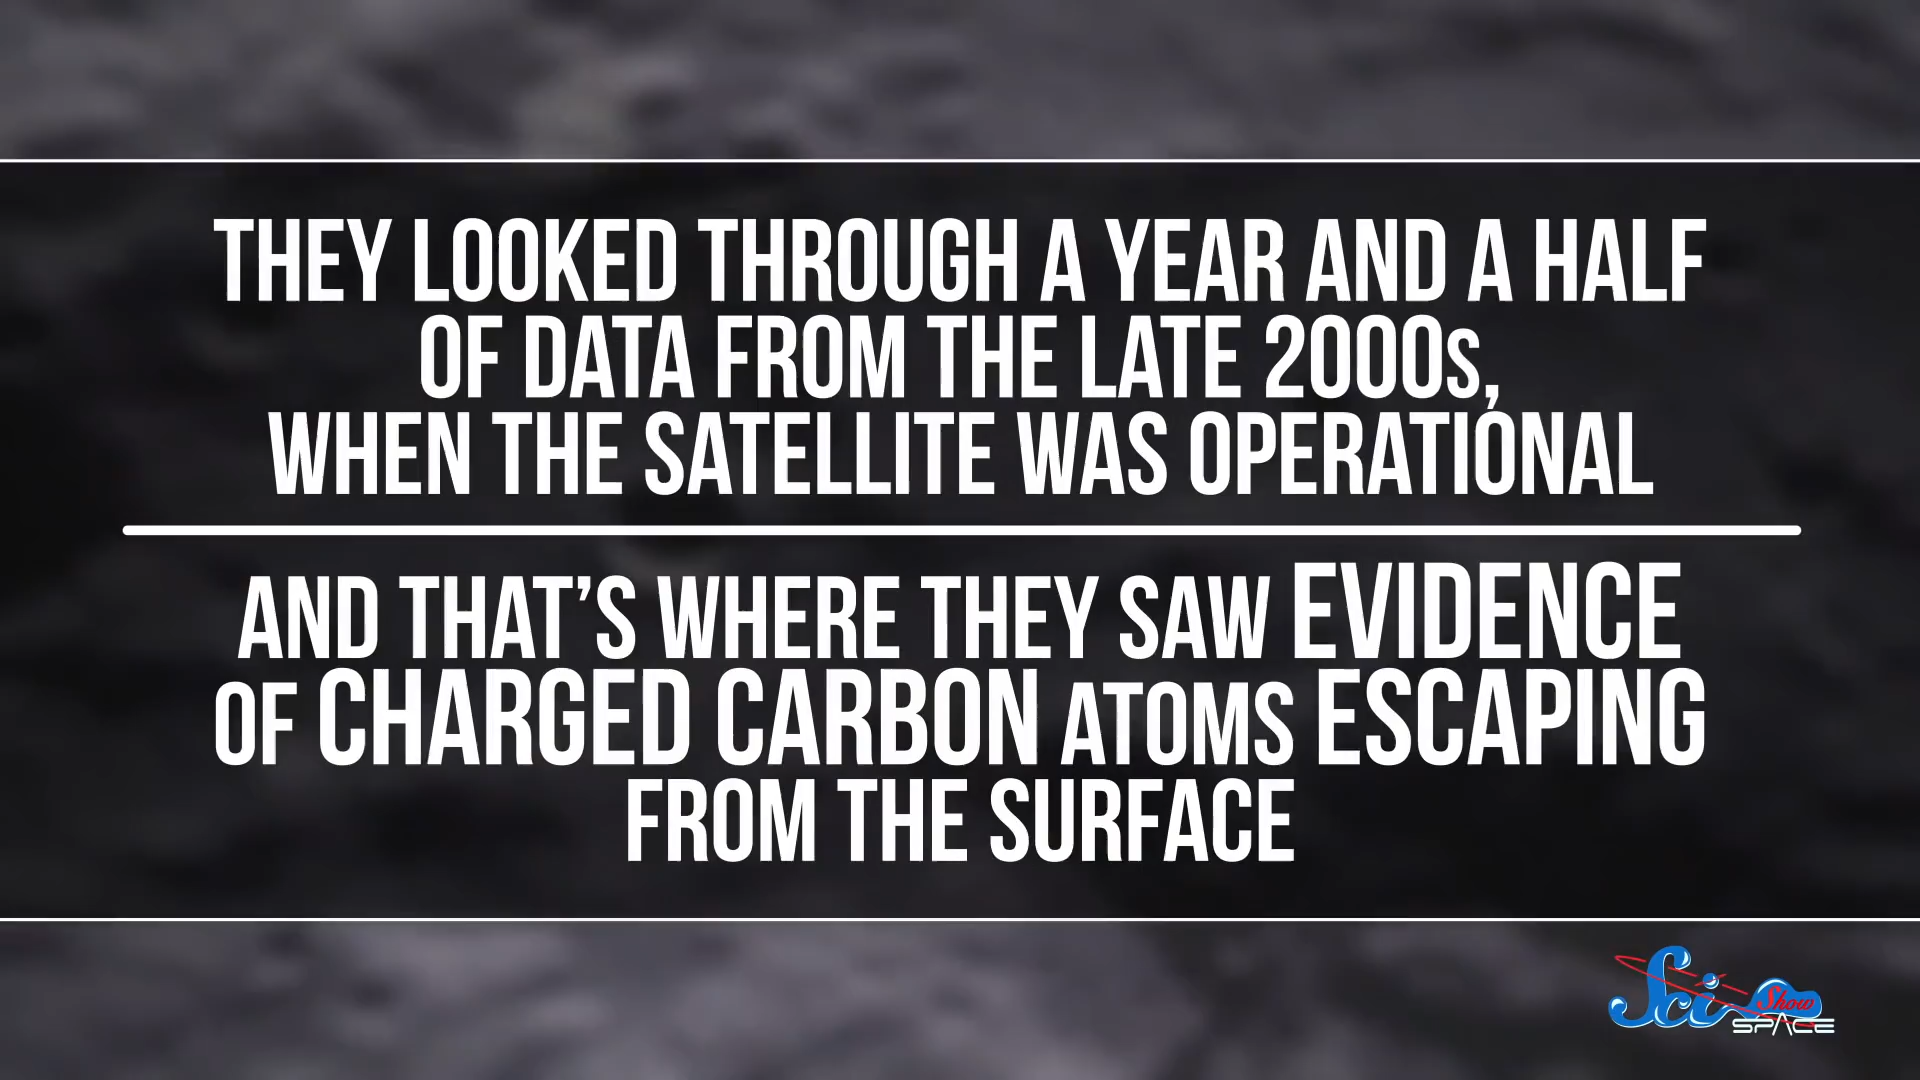 THEY LOOKED THROUGH A YEAR AND A HALF
OF DATA FROM THE LATE 2000s,
WHEN THE SATELLITE WAS OPERATIONAL
AND THAT’S WHERE THEY SAW EVIDENCE
OF CHARGED CARBON ATOMS ESCAPING
FROM THE SURFACE
Sci Show
SPACE